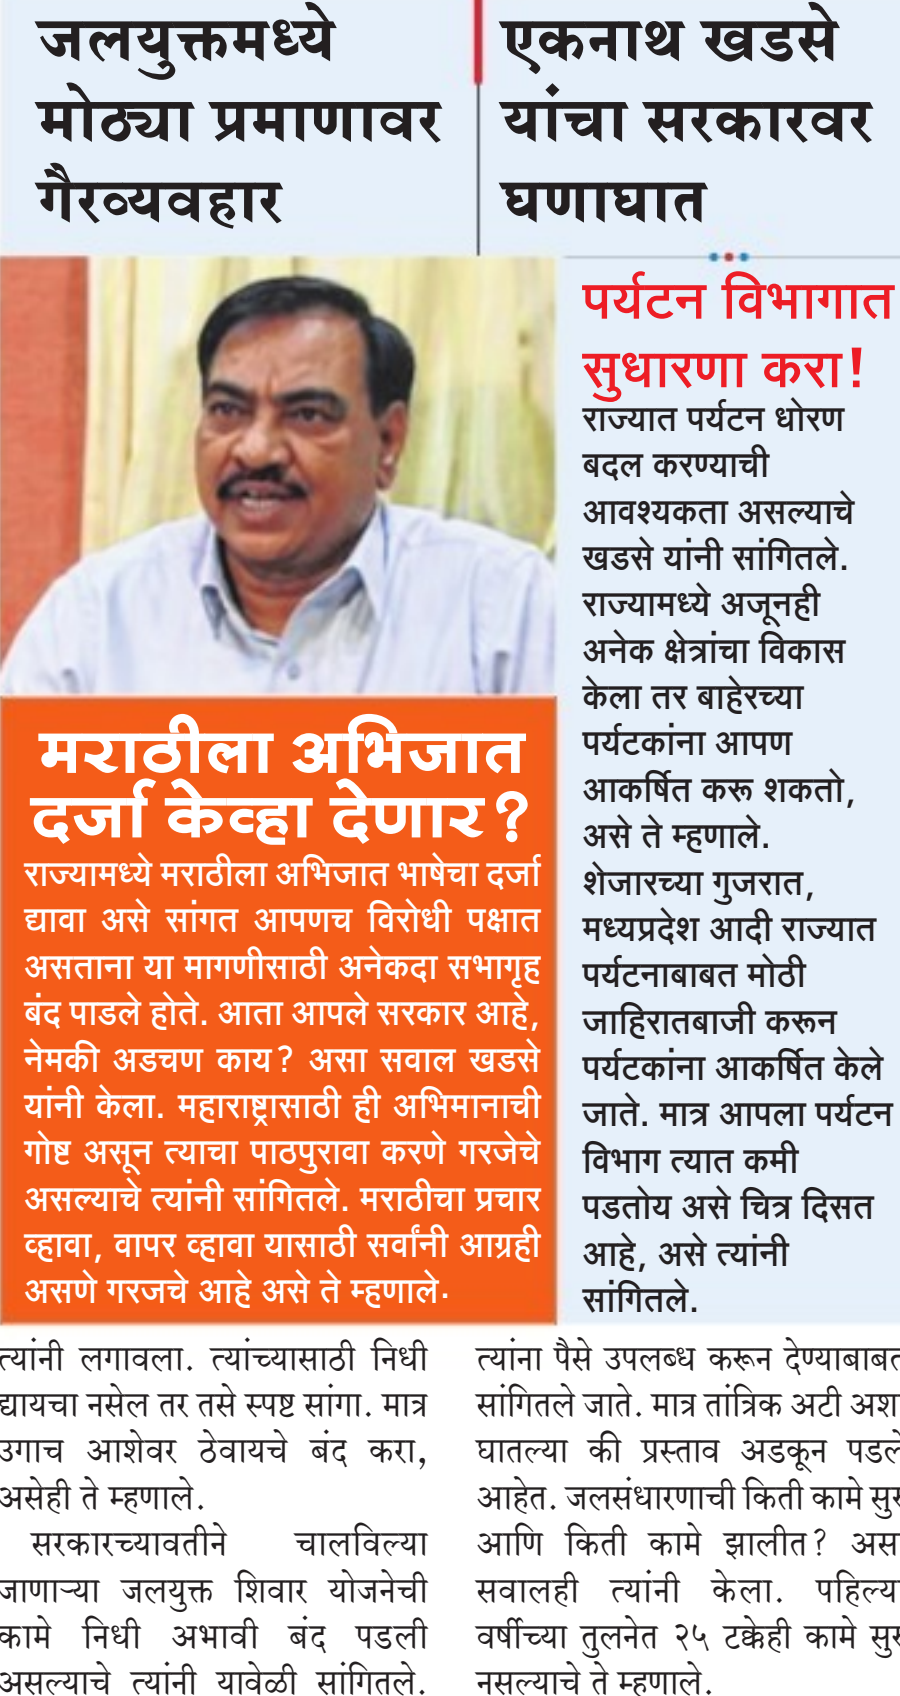 जलयुक्तमध्ये
मोठ्या प्रमाणावर
गैरव्यवहार
एकनाथ खडसे
यांचा सरकारवर
घणाघात
पर्यटन विभागात
सुधारणा करा!
राज्यात पर्यटन धोरण
बदल करण्याची
आवश्यकता असल्याचे
खडसे यांनी सांगितले.
राज्यामध्ये अजूनही
अनेक क्षेत्रांचा विकास
केला तर बाहेरच्या
पर्यटकांना आपण
आकर्षित करू शकतो,
असे ते म्हणाले.
शेजारच्या गुजरात,
मध्यप्रदेश आदी राज्यात
पर्यटनाबाबत मोठी
जाहिरातबाजी करून
पर्यटकांना आकर्षित केले
जाते. मात्र आपला पर्यटन
विभाग त्यात कमी
पडतोय असे चित्र दिसत
आहे, असे त्यांनी
सांगितले.
मराठीला अभिजात
दर्जा केव्हा देणार?
राज्यामध्ये मराठीला अभिजात भाषेचा दर्जा
द्यावा असे सांगत आपणच विरोधी पक्षात
असताना या मागणीसाठी अनेकदा सभागृह
बंद पाडले होते. आता आपले सरकार आहे,
नेमकी अडचण काय? असा सवाल खडसे
यांनी केला. महाराष्ट्रासाठी ही अभिमानाची
गोष्ट असून त्याचा पाठपुरावा करणे गरजेचे
असल्याचे त्यांनी सांगितले. मराठीचा प्रचार
व्हावा, वापर व्हावा यासाठी सर्वांनी आग्रही
असणे गरजचे आहे असे ते म्हणाले.
त्यांनी लगावला. त्यांच्यासाठी निधी
द्यायचा नसेल तर तसे स्पष्ट सांगा. मात्र
उगाच आशेवर ठेवायचे बंद करा,
असेही ते म्हणाले.
सरकारच्यावतीने चालविल्या
जाणाऱ्या जलयुक्त शिवार योजनेची
कामे निधी अभावी बंद पडली
असल्याचे त्यांनी यावेळी सांगितले.
त्यांना पैसे उपलब्ध करून देण्याबाबत
सांगितले जाते. मात्र तांत्रिक अटी
घातल्या की प्रस्ताव अडकून पडले
आहेत. जलसंधारणाची किती कामे
आणि किती कामे झालीत?
सवालही त्यांनी केला.
वर्षीच्या तुलनेत २५ टक्केही कामे
नसल्याचे ते म्हणाले.